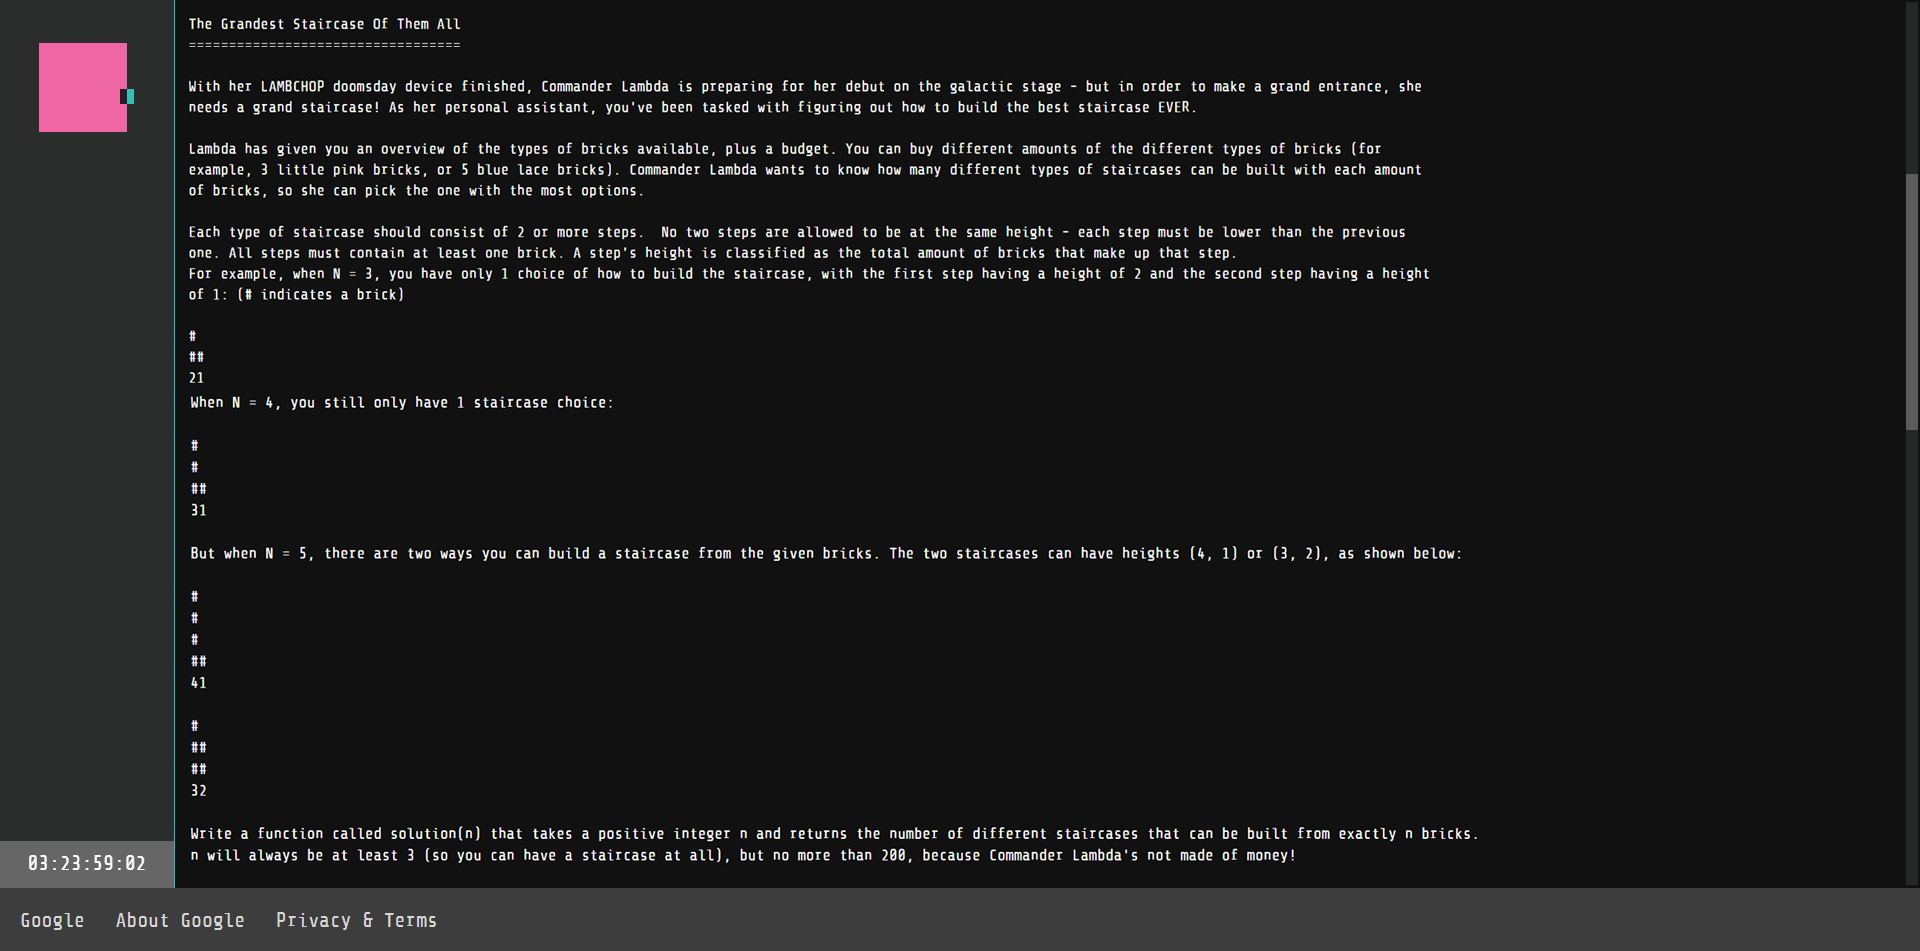 The Grandest Staircase Of Them All
==================================
With her LAMBCHOP doomsday device finished, Commander Lambda is preparing for her debut on the galactic stage - but in order to make a grand entrance, she
needs a grand staircase! As her personal assistant, you've been tasked with figuring out how to build the best staircase EVER.
Lambda has given you an overview of the types of bricks available, plus a budget. You can buy different amounts of the different types of bricks (for
example, 3 little pink bricks, or 5 blue lace bricks). Commander Lambda wants to know how many different types of staircases can be built with each amount
of bricks, so she can pick the one with the most options.
Each type of staircase should consist of 2 or more steps.  No two steps are allowed to be at the same height - each step must be lower than the previous
one. All steps must contain at least one brick. A step's height is classified as the total amount of bricks that make up that step.
For example, when N = 3, you have only 1 choice of how to build the staircase, with the first step having a height of 2 and the second step having a height
of 1: (# indicates a brick)
#
##
21
When N = 4, you still only have 1 staircase choice:
#
#
##
31
But when N = 5, there are two ways you can build a staircase from the given bricks. The two staircases can have heights (4, 1) or (3, 2), as shown below:
#
#
#
##
41
#
##
##
32
Write a function called solution(n) that takes a positive integer n and returns the number of different staircases that can be built from exactly n bricks.
n will always be at least 3 (so you can have a staircase at all), but no more than 200, because Commander Lambda's not made of money!
03:23:59:02
Google About Google Privacy & Terms